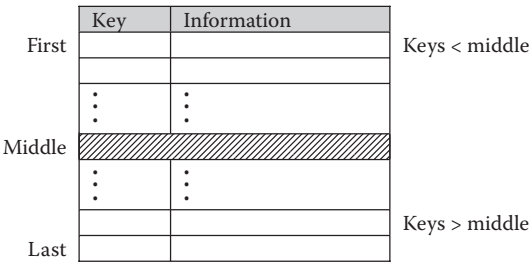 Key Information
First Keys < middle
Middle
Keys > middle
Last